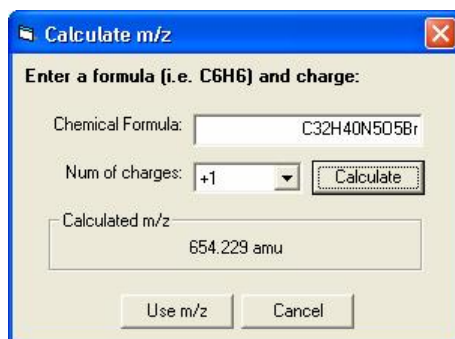 Calculate m/z
Enter a formula (i.e. C6H6) and charge:
Chemical Formula: C32H40N5O5Br
Num of charges: +1 Calculate
Calculated m/z
654.229 amu
Use m/z Cancel